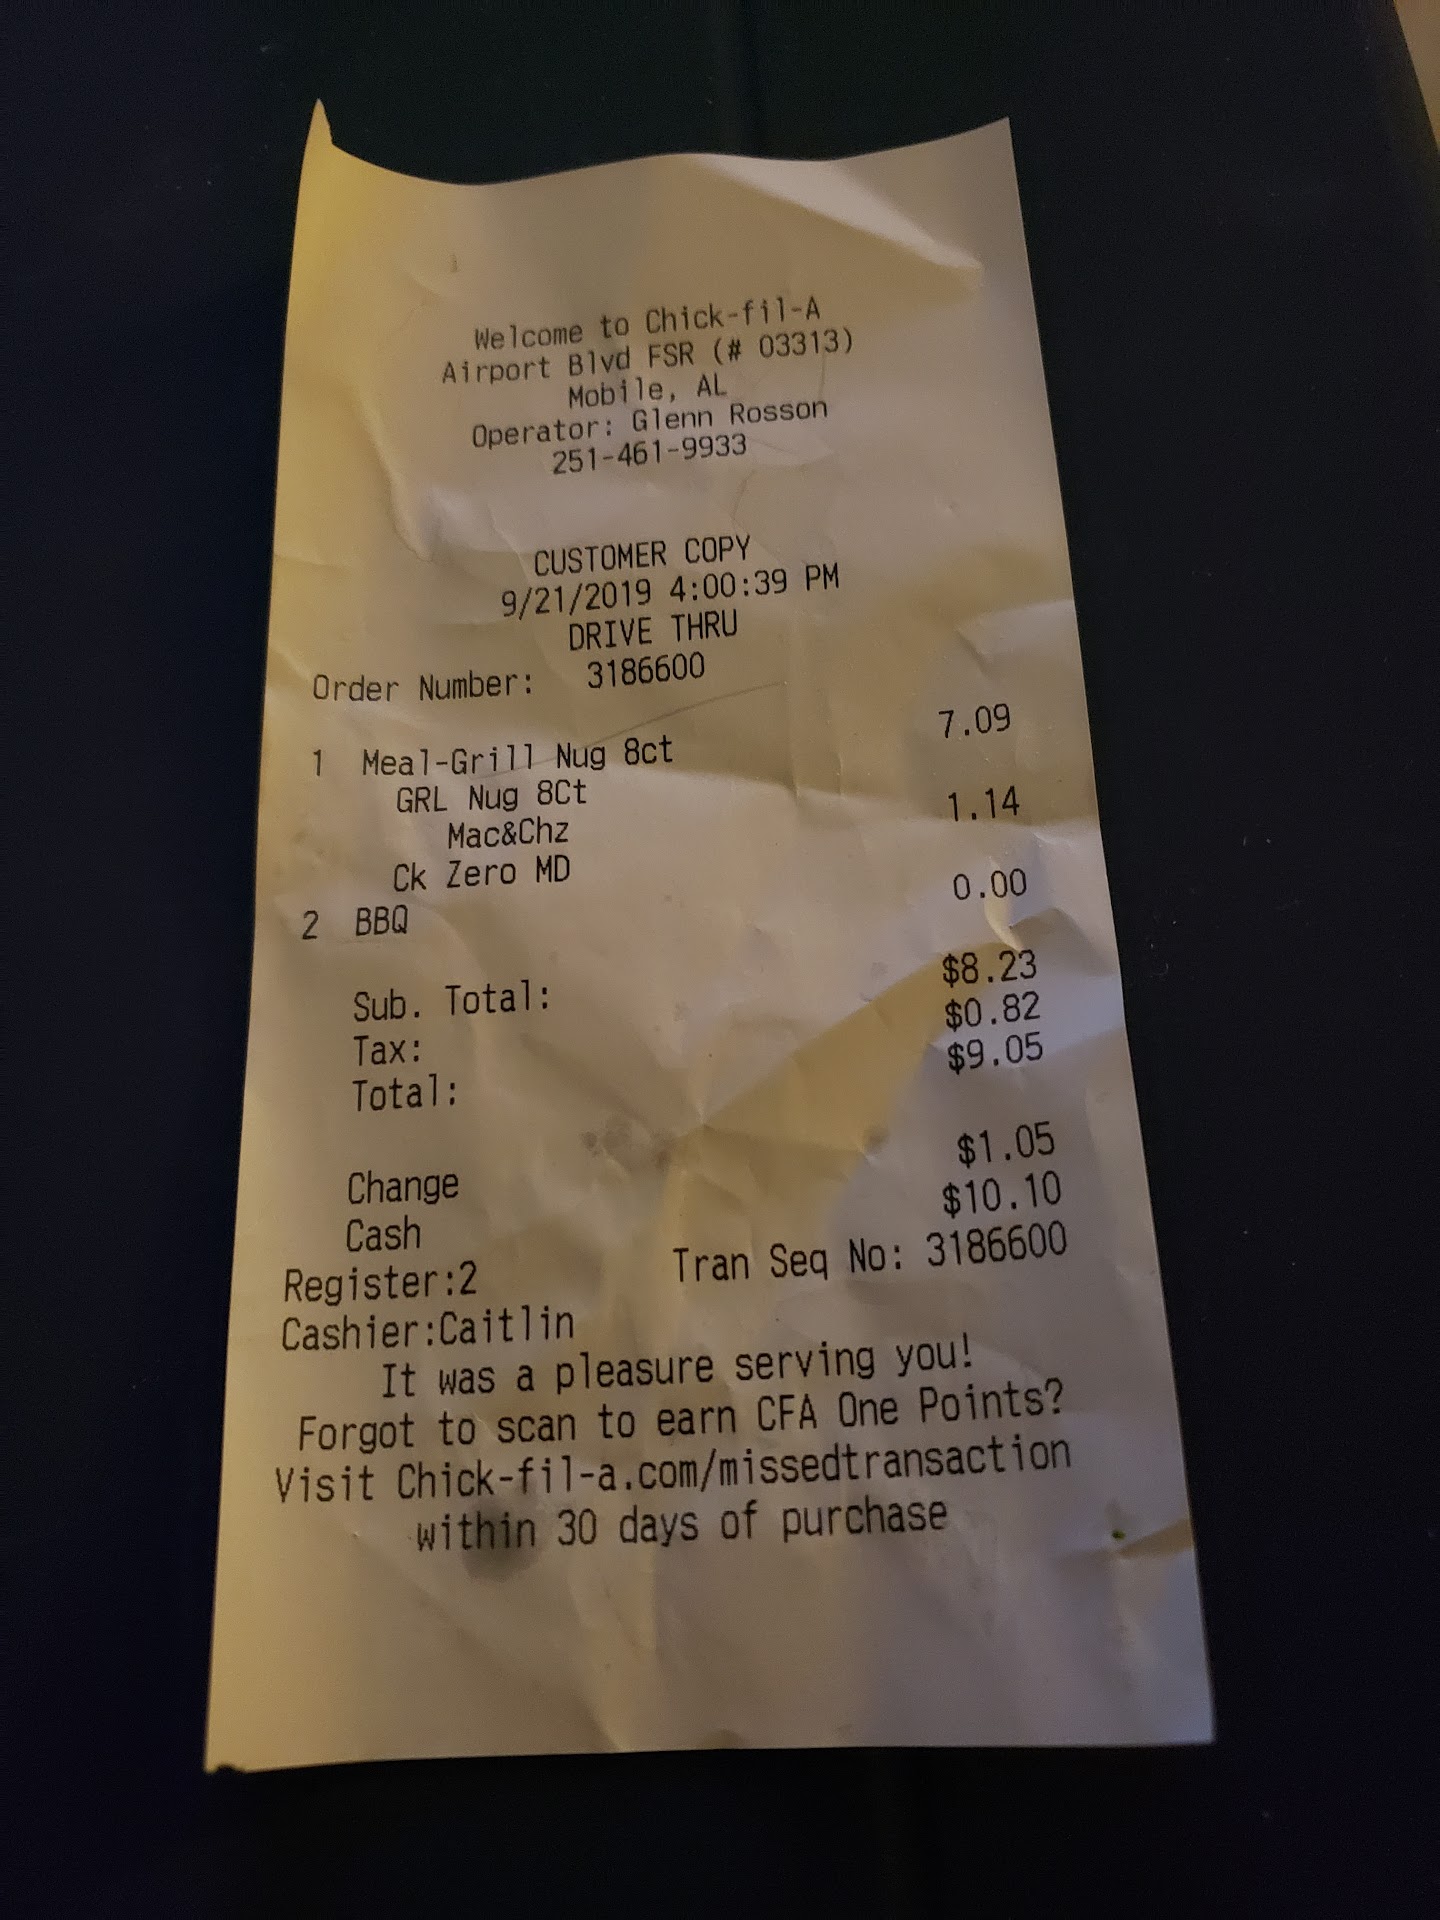 Welcome to Chick-fil-A
Airport Blvd FSR (# 03313)
Mobile, AL
Operator: Glenn Rosson
251-461-9933
CUSTOMER COPY
9/21/2019 4:00:39 PM
DRIVE THRU
Order Number: 3186600
1 Meal-Grill Nug 8ct 7.09
GRL Nug 8Ct
Mac&Chz 1.14
Ck Zero MD
2 BBQ 0.00
Sub. Total: $8.23
Tax: $0.82
Total: $9.05
Change $1.05
Cash $10.10
Register:2 Tran Seq No: 3186600
Cashier:Caitlin
It was a pleasure serving you!
Forgot to scan to earn CFA One Points?
Visit Chick-fil-a.com/missedtransaction
within 30 days of purchase